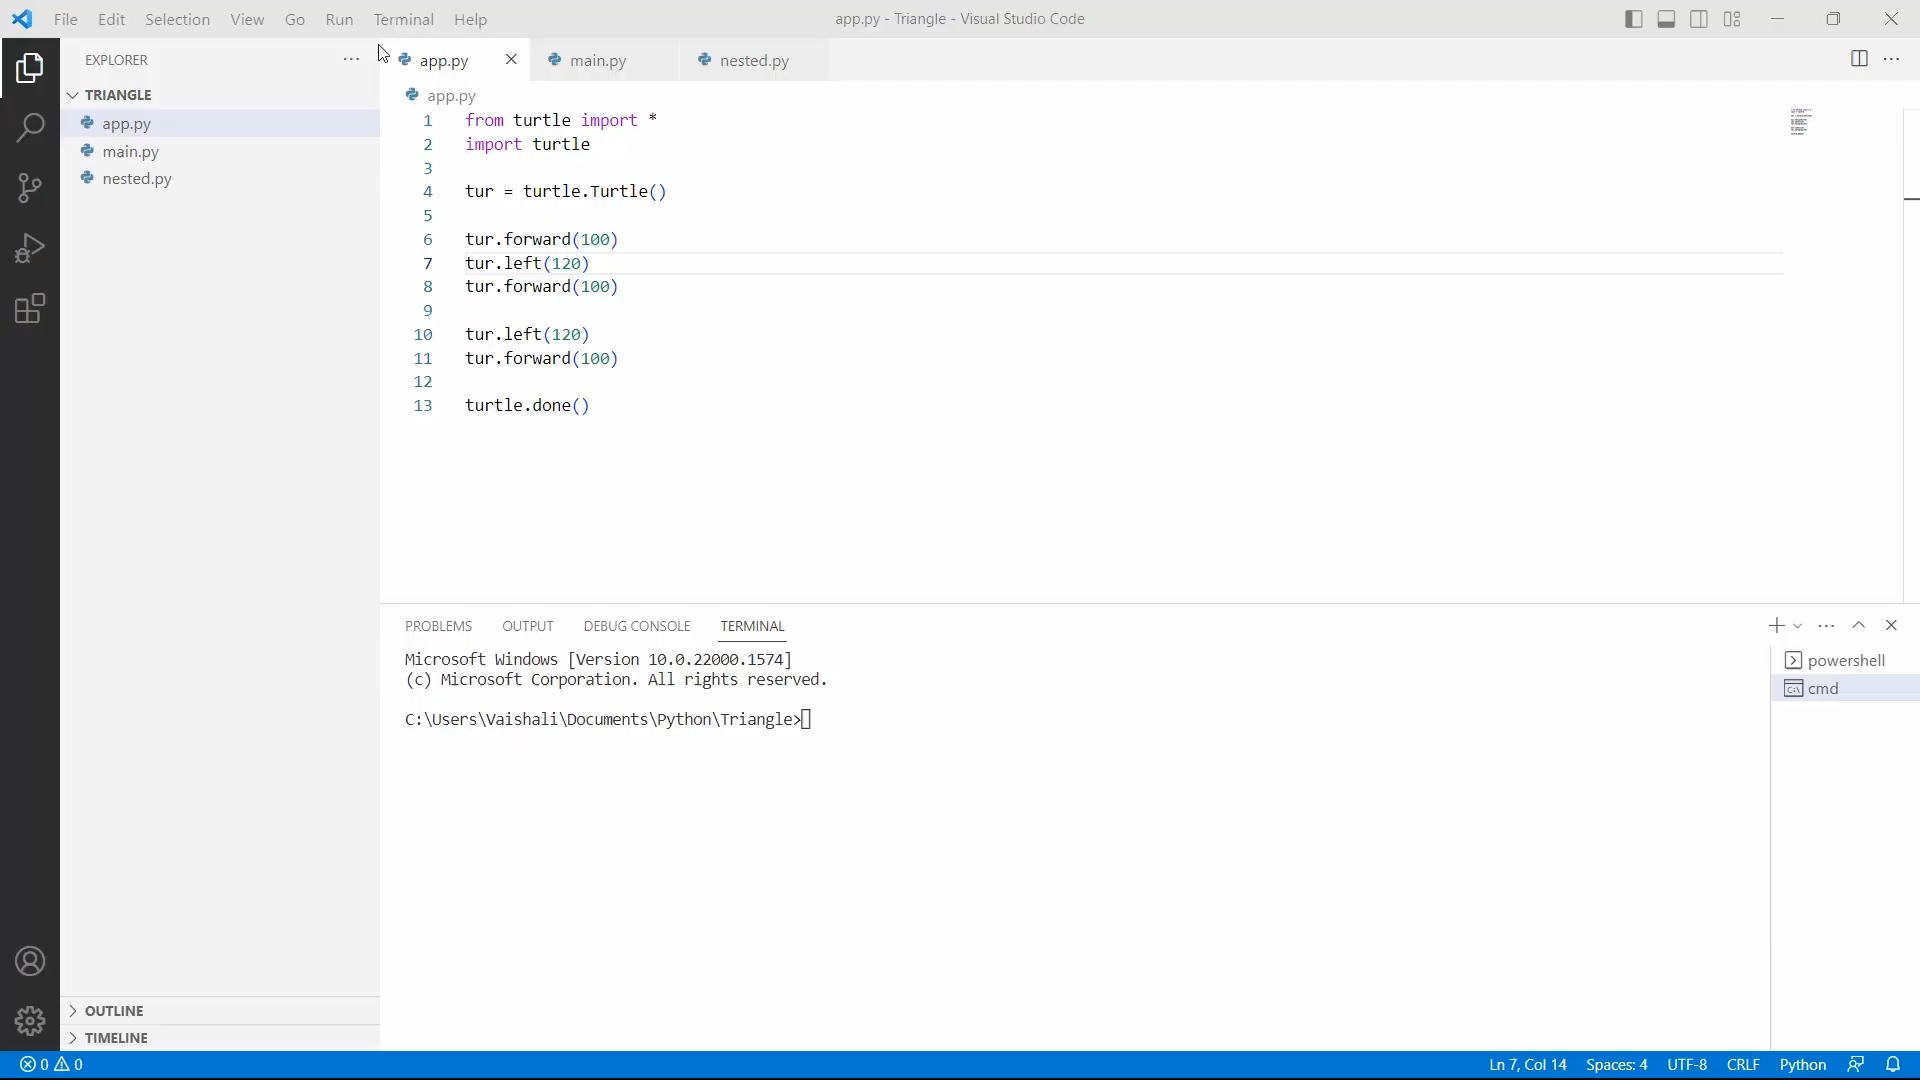 File Edit Selection View Go Run Terminal Help
app.py - Triangle - Visual Studio Code
EXPLORER
TRIANGLE
app.py
main.py
nested.py
OUTLINE
TIMELINE
app.py main.py nested.py
app.py
1 from turtle import *
2 import turtle
3
4 tur = turtle.Turtle()
5
6 tur.forward(100)
7 tur.left(120)
8 tur.forward(100)
9
10 tur.left(120)
11 tur.forward(100)
12
13 turtle.done()
PROBLEMS OUTPUT DEBUG CONSOLE TERMINAL
Microsoft Windows [Version 10.0.22000.1574]
(c) Microsoft Corporation. All rights reserved.
C:\Users\Vaishali\Documents\Python\Triangle>
powershell
cmd
0 0 Ln 7, Col 14 Spaces: 4 UTF-8 CRLF Python